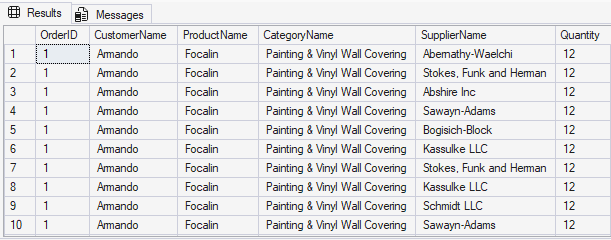 Results Messages
OrderID CustomerName ProductName CategoryName SupplierName Quantity
1 1 Armando Focalin Painting & Vinyl Wall Covering Abernathy-Waelchi 12
2 1 Armando Focalin Painting & Vinyl Wall Covering Stokes, Funk and Herman 12
3 1 Armando Focalin Painting & Vinyl Wall Covering Abshire Inc 12
4 1 Armando Focalin Painting & Vinyl Wall Covering Sawayn-Adams 12
5 1 Armando Focalin Painting & Vinyl Wall Covering Bogisich-Block 12
6 1 Armando Focalin Painting & Vinyl Wall Covering Kassulke LLC 12
7 1 Armando Focalin Painting & Vinyl Wall Covering Stokes, Funk and Herman 12
8 1 Armando Focalin Painting & Vinyl Wall Covering Kassulke LLC 12
9 1 Armando Focalin Painting & Vinyl Wall Covering Schmidt LLC 12
10 1 Armando Focalin Painting & Vinyl Wall Covering Sawayn-Adams 12